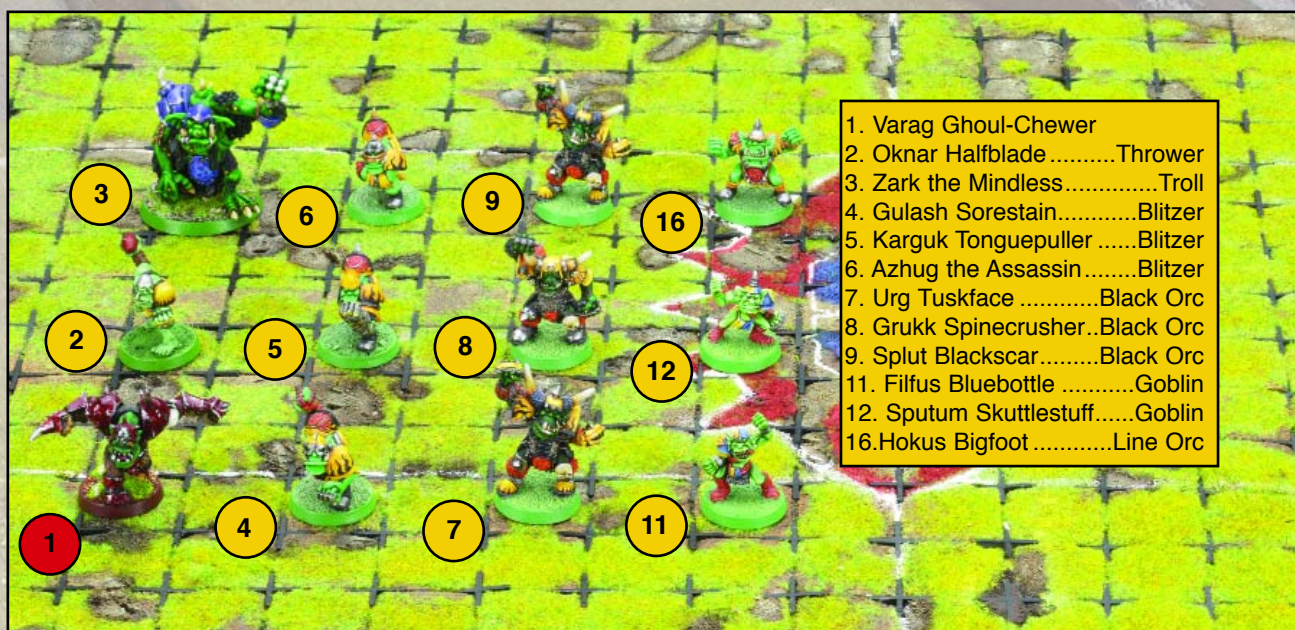 3
6
9
16
2
5
8
12
1
4
7
11
1. Varag Ghoul-Chewer
2. Oknar Halfblade..........Thrower
3. Zark the Mindless..............Troll
4. Gulash Sorestain............Blitzer
5. Karguk Tonguepuller ......Blitzer
6. Azhug the Assassin........Blitzer
7. Urg Tuskface ............Black Orc
8. Grukk Spinecrusher..Black Orc
9. Splut Blackscar.........Black Orc
11. Filfus Bluebottle ...........Goblin
12. Sputum Skuttlestuff......Goblin
16.Hokus Bigfoot ............Line Orc